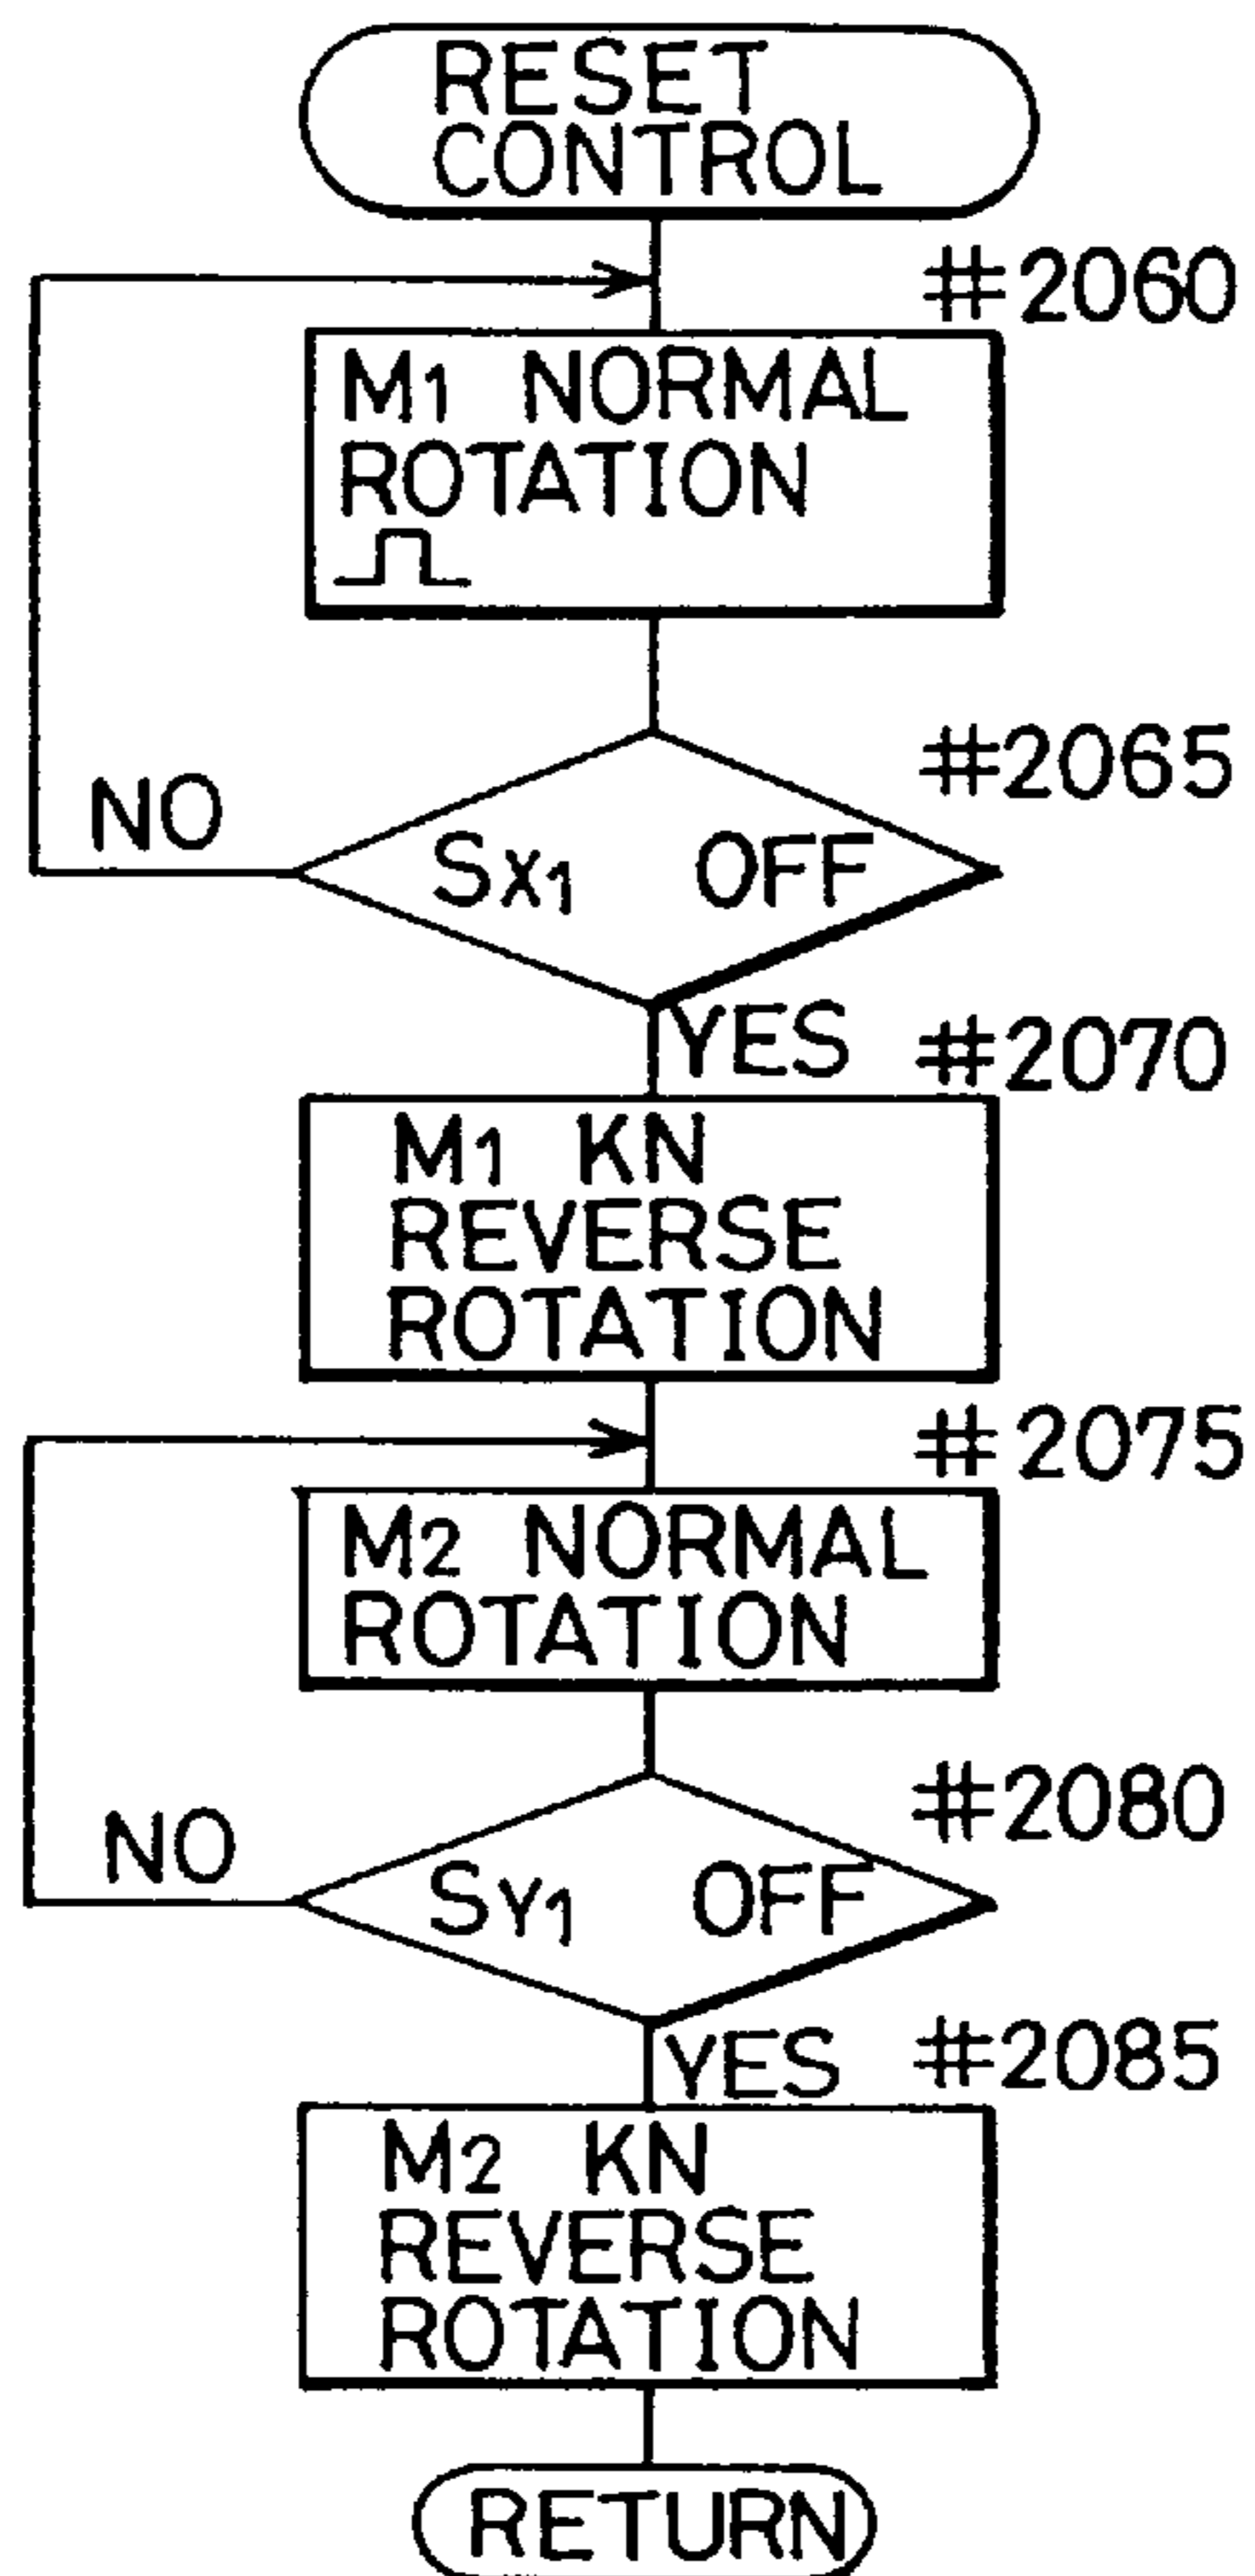 RESET
CONTROL
#2060
M1 NORMAL
ROTATION
#2065
NO
SX1 OFF
YES
#2070
M1 KN
REVERSE
ROTATION
#2075
M2 NORMAL
ROTATION
#2080
NO
SY1 OFF
YES
#2085
M2 KN
REVERSE
ROTATION
RETURN